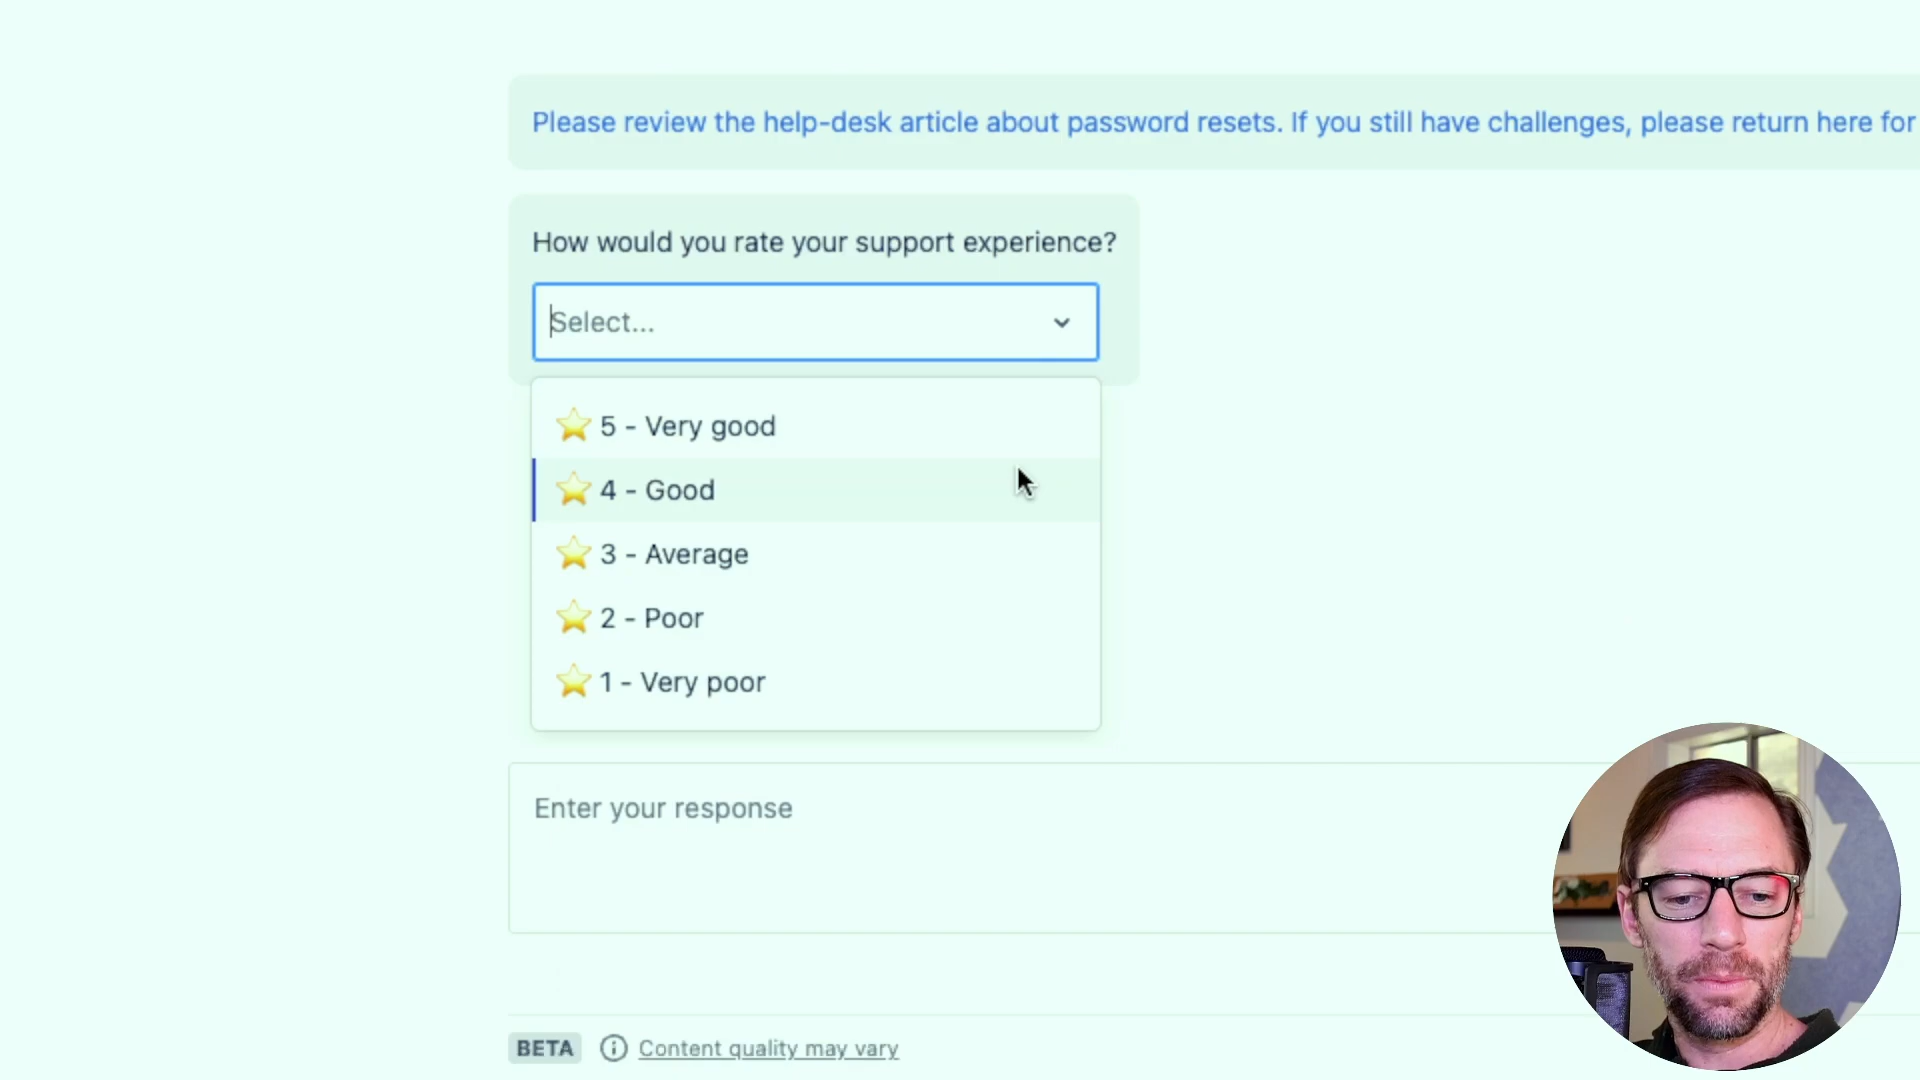 Please review the help-desk article about password resets. If you still have challenges, please return here for
How would you rate your support experience?
Select...
⭐ 5 - Very good
⭐ 4 - Good
⭐ 3 - Average
⭐ 2 - Poor
⭐ 1 - Very poor
Enter your response
BETA Content quality may vary